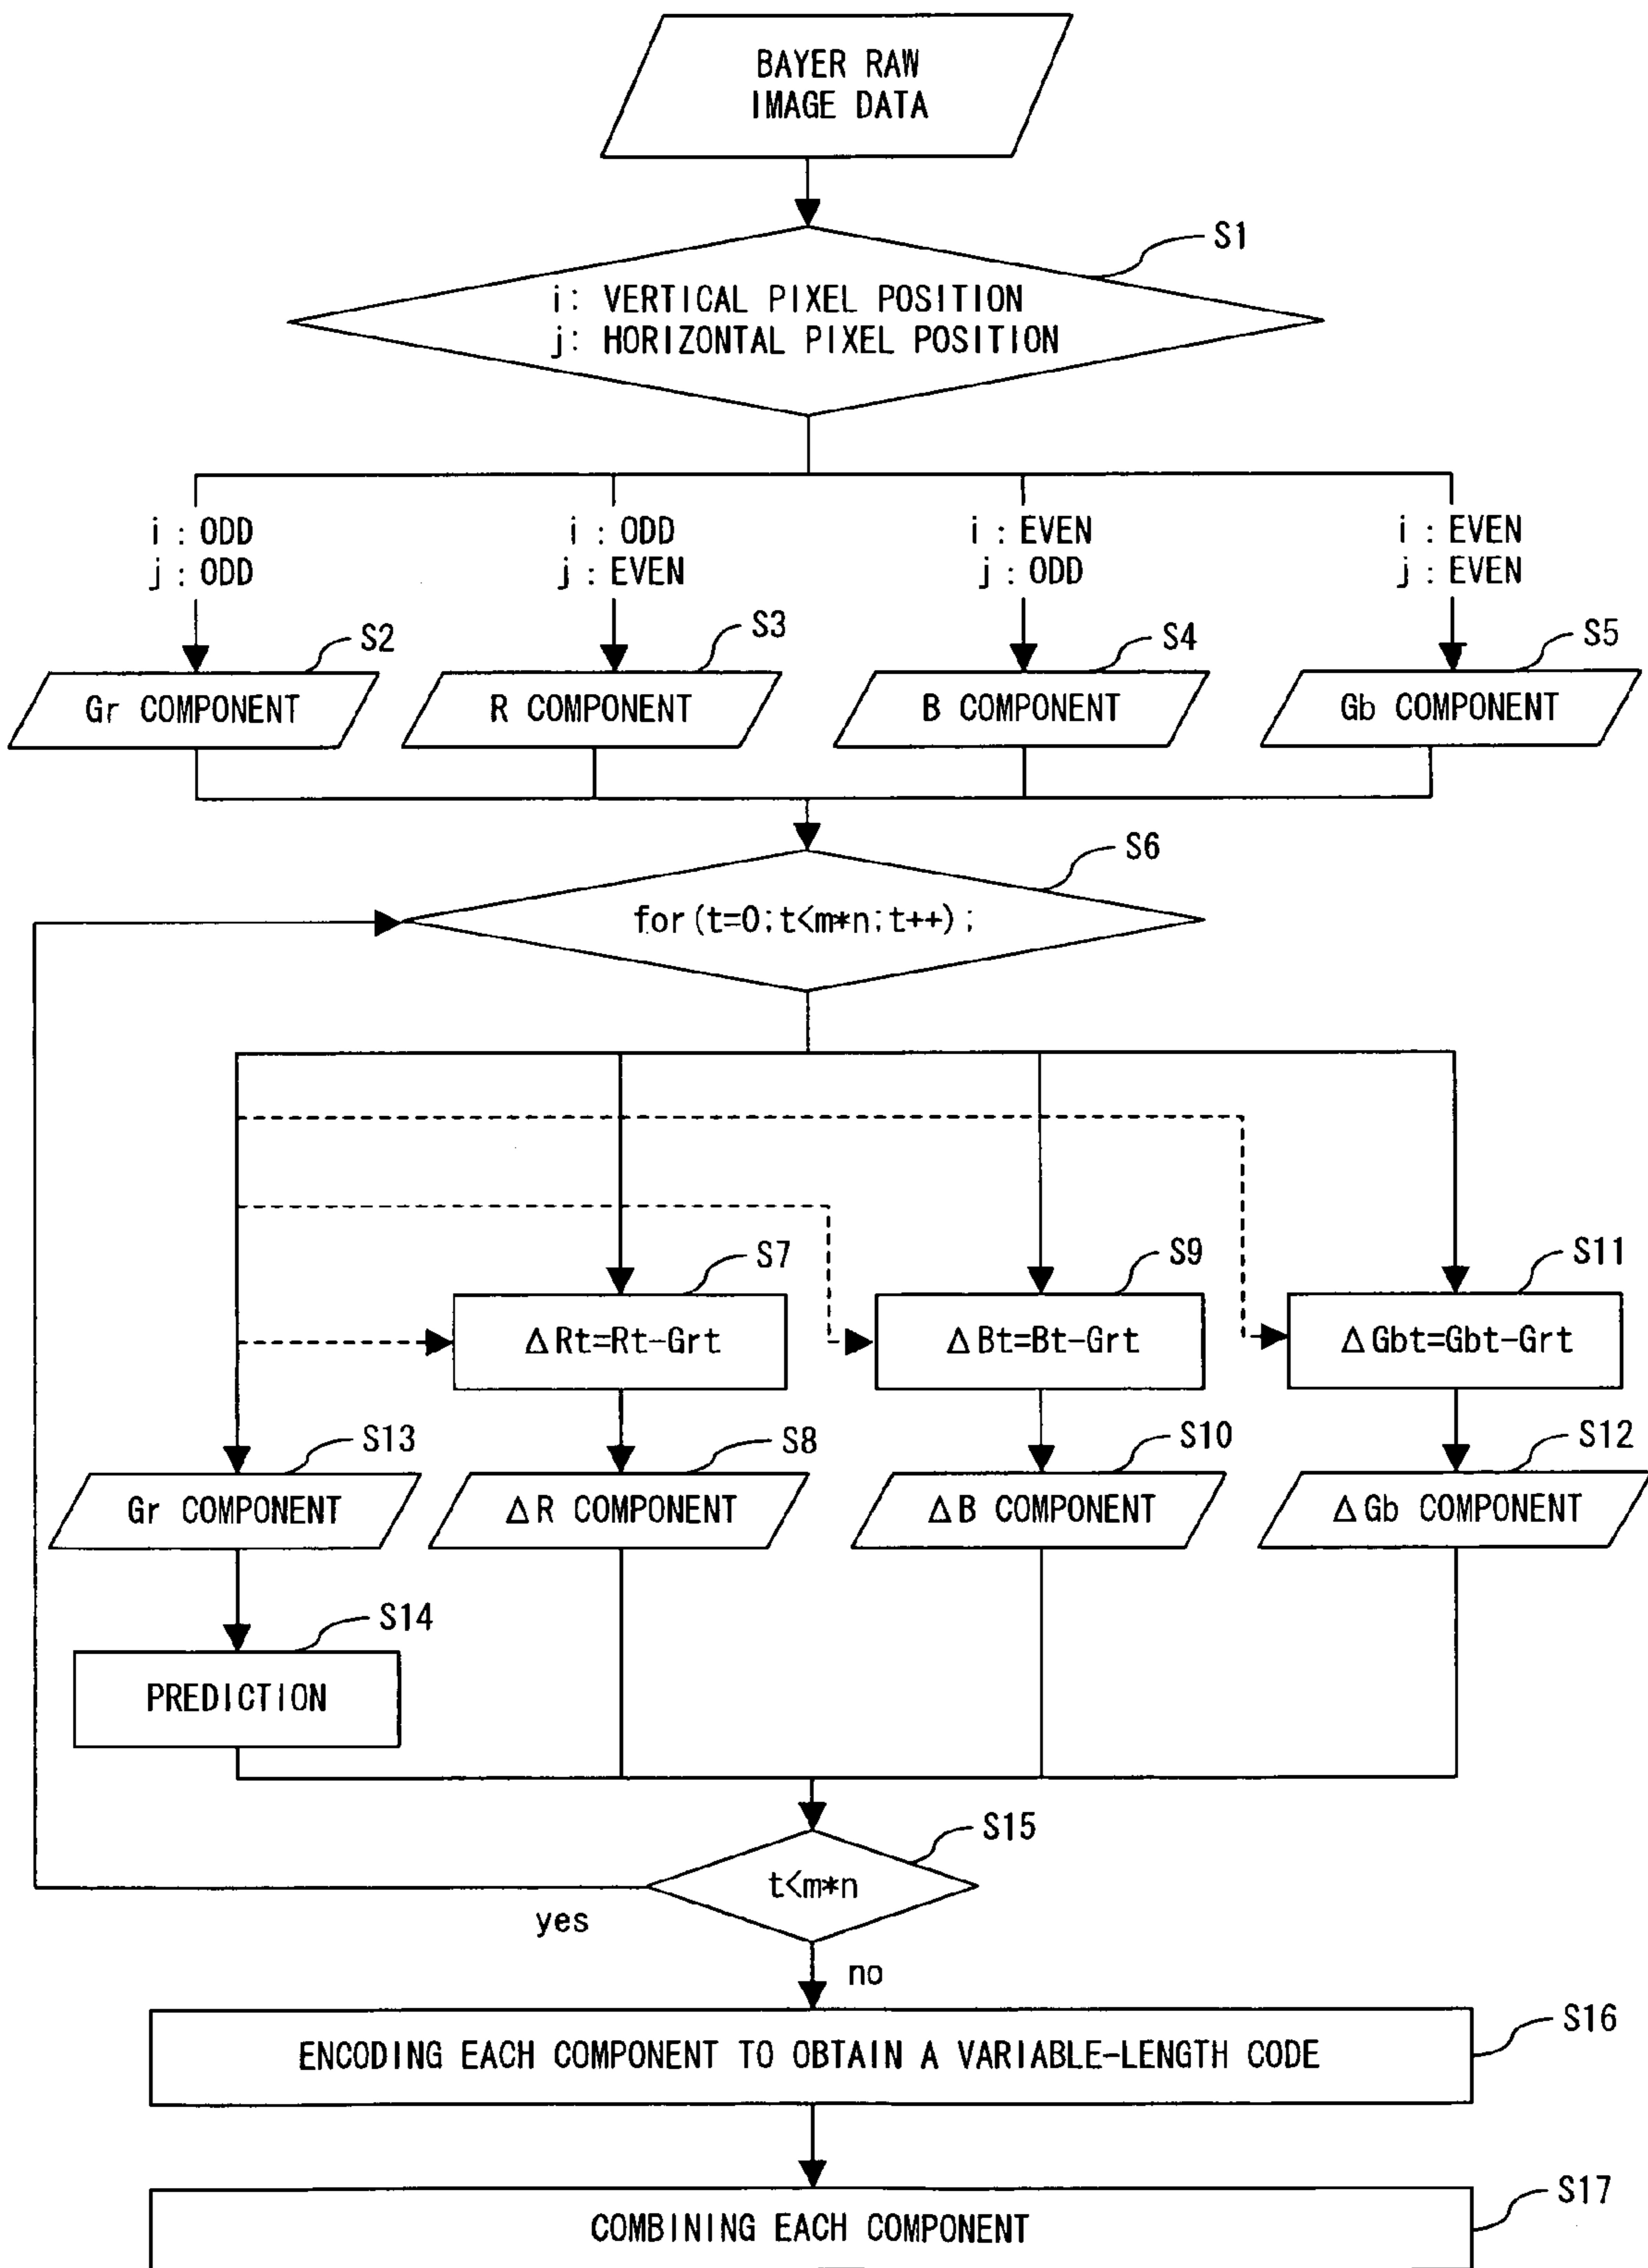 BAYER RAW
IMAGE DATA
S1
i: VERTICAL PIXEL POSITION
j: HORIZONTAL PIXEL POSITION
i : ODD
j : ODD
i : ODD
j : EVEN
i : EVEN
j : ODD
i : EVEN
j : EVEN
S2
S3
S4
S5
Gr COMPONENT
R COMPONENT
B COMPONENT
Gb COMPONENT
S6
for(t=0;t<m*n;t++);
S7
S9
S11
ΔRt=Rt-Grt
ΔBt=Bt-Grt
ΔGbt=Gbt-Grt
S13
S8
S10
S12
Gr COMPONENT
ΔR COMPONENT
ΔB COMPONENT
ΔGb COMPONENT
S14
PREDICTION
S15
t<m*n
yes
no
S16
ENCODING EACH COMPONENT TO OBTAIN A VARIABLE-LENGTH CODE
S17
COMBINING EACH COMPONENT